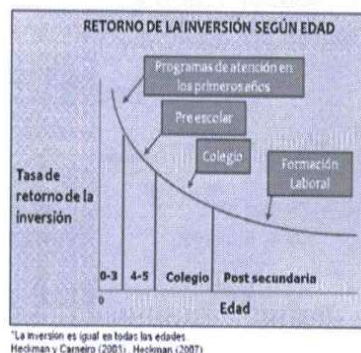 RETORNO DE LA INVERSIÓN SEGÚN EDAD
Programas de atención en
los primeros años
Pre escolar
Colegio
Formación
Laboral
Tasa de
retorno de la
inversión
0-3
4-5
Colegio
Post secundaria
0
Edad
*La inversión es igual en todas las edades
Heckman y Carneiro (2003), Heckman (2007)